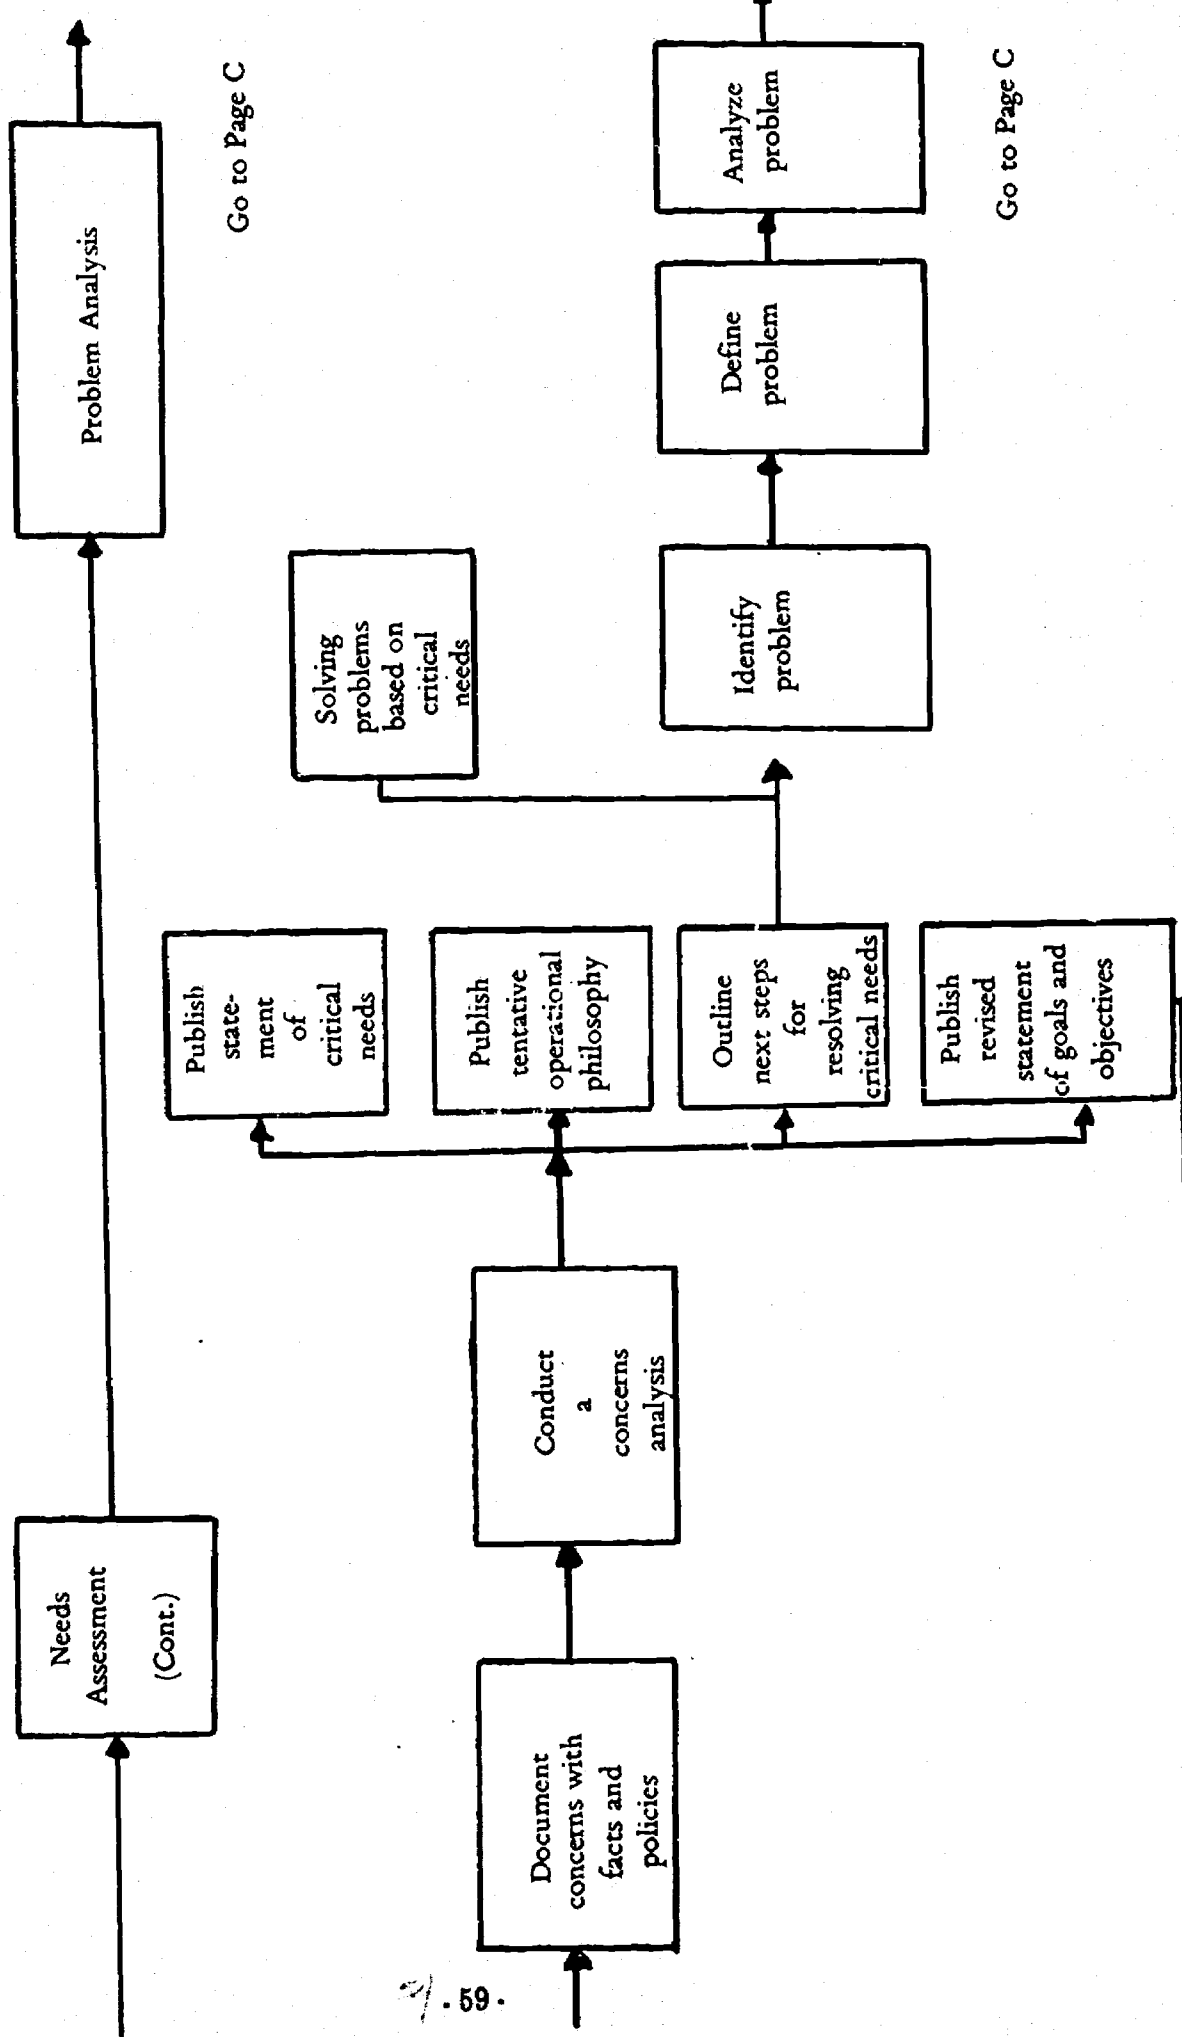 Needs
Assessment
(Cont.)
Problem Analysis
Go to Page C
Document
concerns with
facts and
policies
Conduct
a
concerns
analysis
Publish
state-
ment
of
critical
needs
Publish
tentative
operational
philosophy
Outline
next steps
for
resolving
critical needs
Publish
revised
statement
of goals and
objectives
Solving
problems
based on
critical
needs
Identify
problem
Define
problem
Analyze
problem
Go to Page C
. 59 .